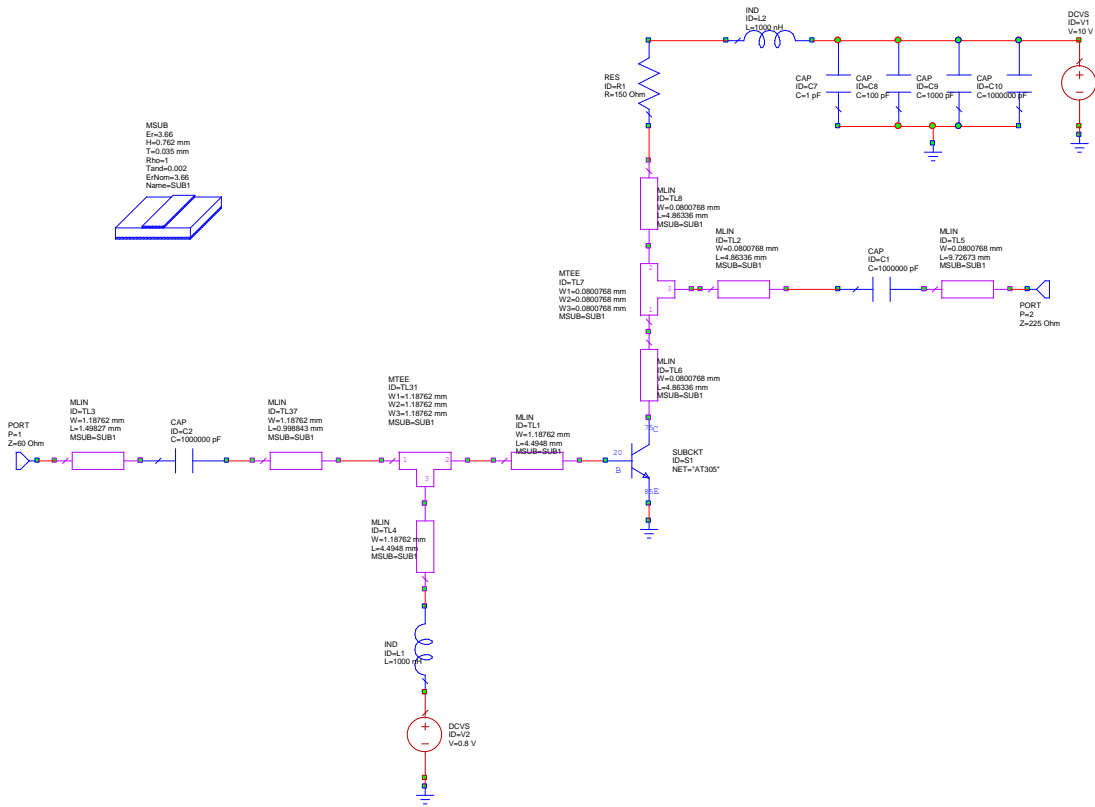 IND
ID=L2
L=1000 nH
DCVS
ID=V1
V=10 V
RES
ID=R1
R=150 Ohm
CAP
ID=C7
C=1 pF
CAP
ID=C8
C=100 pF
CAP
ID=C9
C=1000 pF
CAP
ID=C10
C=1000000 pF
MSUB
Er=3.66
H=0.762 mm
T=0.035 mm
Rho=1
Tand=0.002
ErNom=3.66
Name=SUB1
MLIN
ID=TL8
W=0.0800768 mm
L=4.86336 mm
MSUB=SUB1
MLIN
ID=TL2
W=0.0800768 mm
L=4.86336 mm
MSUB=SUB1
CAP
ID=C1
C=1000000 pF
MLIN
ID=TL5
W=0.0800768 mm
L=9.72673 mm
MSUB=SUB1
MTEE
ID=TL7
W1=0.0800768 mm
W2=0.0800768 mm
W3=0.0800768 mm
MSUB=SUB1
2
3
1
PORT
P=2
Z=225 Ohm
MLIN
ID=TL6
W=0.0800768 mm
L=4.86336 mm
MSUB=SUB1
PORT
P=1
Z=60 Ohm
MLIN
ID=TL3
W=1.18762 mm
L=1.49827 mm
MSUB=SUB1
CAP
ID=C2
C=1000000 pF
MLIN
ID=TL37
W=1.18762 mm
L=0.998843 mm
MSUB=SUB1
MTEE
ID=TL31
W1=1.18762 mm
W2=1.18762 mm
W3=1.18762 mm
MSUB=SUB1
1
2
3
MLIN
ID=TL1
W=1.18762 mm
L=4.4948 mm
MSUB=SUB1
C
20
B
E
SUBCKT
ID=S1
NET="AT305"
MLIN
ID=TL4
W=1.18762 mm
L=4.4948 mm
MSUB=SUB1
IND
ID=L1
L=1000 nH
DCVS
ID=V2
V=0.8 V